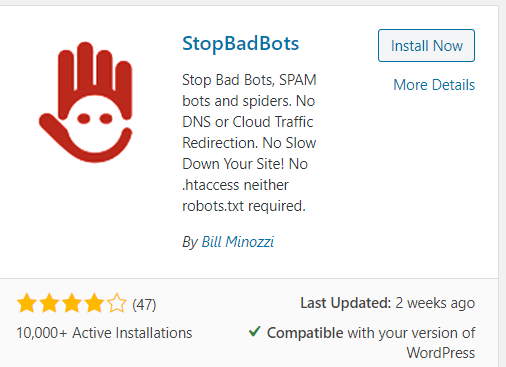 StopBadBots
Install Now
More Details
Stop Bad Bots, SPAM
bots and spiders. No
DNS or Cloud Traffic
Redirection. No Slow
Down Your Site! No
.htaccess neither
robots.txt required.
By Bill Minozzi
(47)
10,000+ Active Installations
Last Updated: 2 weeks ago
Compatible with your version of
WordPress